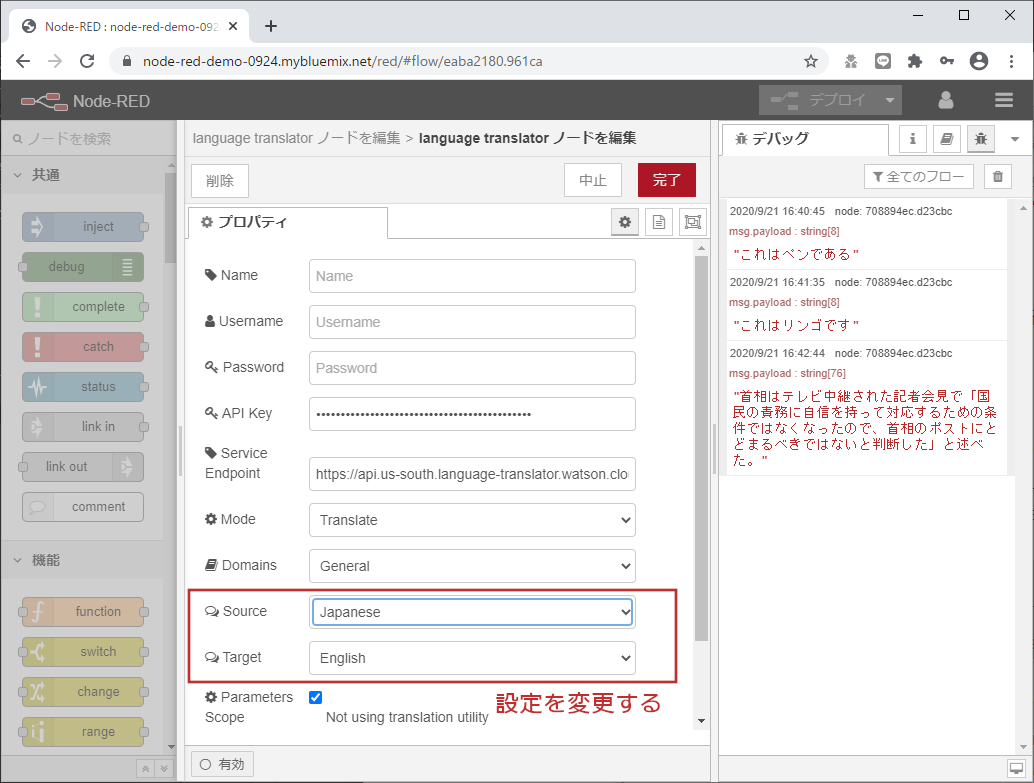 Node-RED : node-red-demo-092
node-red-demo-0924.mybluemix.net/red/#flow/eaba2180.961ca
Node-RED
デプロイ
ノードを検索
共通
inject
debug
complete
catch
status
link in
link out
comment
機能
function
switch
change
range
language translator ノードを編集 > language translator ノードを編集
削除
中止
完了
プロパティ
Name
Name
Username
Username
Password
Password
API Key
••••••••••••••••••••••••••••••••••••••••••••
Service
Endpoint
https://api.us-south.language-translator.watson.clo
Mode
Translate
Domains
General
Source
Japanese
Target
English
Parameters
Scope
Not using translation utility
設定を変更する
有効
デバッグ
i
全てのフロー
2020/9/21 16:40:45 node: 708894ec.d23cbc
msg.payload : string[8]
"これはペンである"
2020/9/21 16:41:35 node: 708894ec.d23cbc
msg.payload : string[8]
"これはリンゴです"
2020/9/21 16:42:44 node: 708894ec.d23cbc
msg.payload : string[76]
"首相はテレビ中継された記者会見で「国
民の責務に自信を持って対応するための条
件ではなくなったので、首相のポストにと
どまるべきではないと判断した」と述べ
た。"